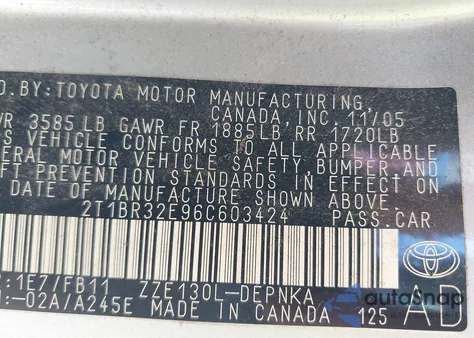 D.BY:TOYOTA MOTOR MANUFACTURING,
CANADA, INC. 11/05
WR 3585LB GAWR FR 1885LB,RR 1720LB
S VEHICLE CONFORMS TO ALL APPLICABLE
ERAL MOTOR VEHICLE SAFETY, BUMPER, AND
FT PREVENTION STANDARDS IN EFFECT ON
DATE OF MANUFACTURE SHOWN ABOVE.
2T1BR32E96C603424 PASS.CAR
:1E7/FB11 ZZE130L-DEPNKA
:-02A/A245E MADE IN CANADA 125 AD
TOYOTA
autoSnap